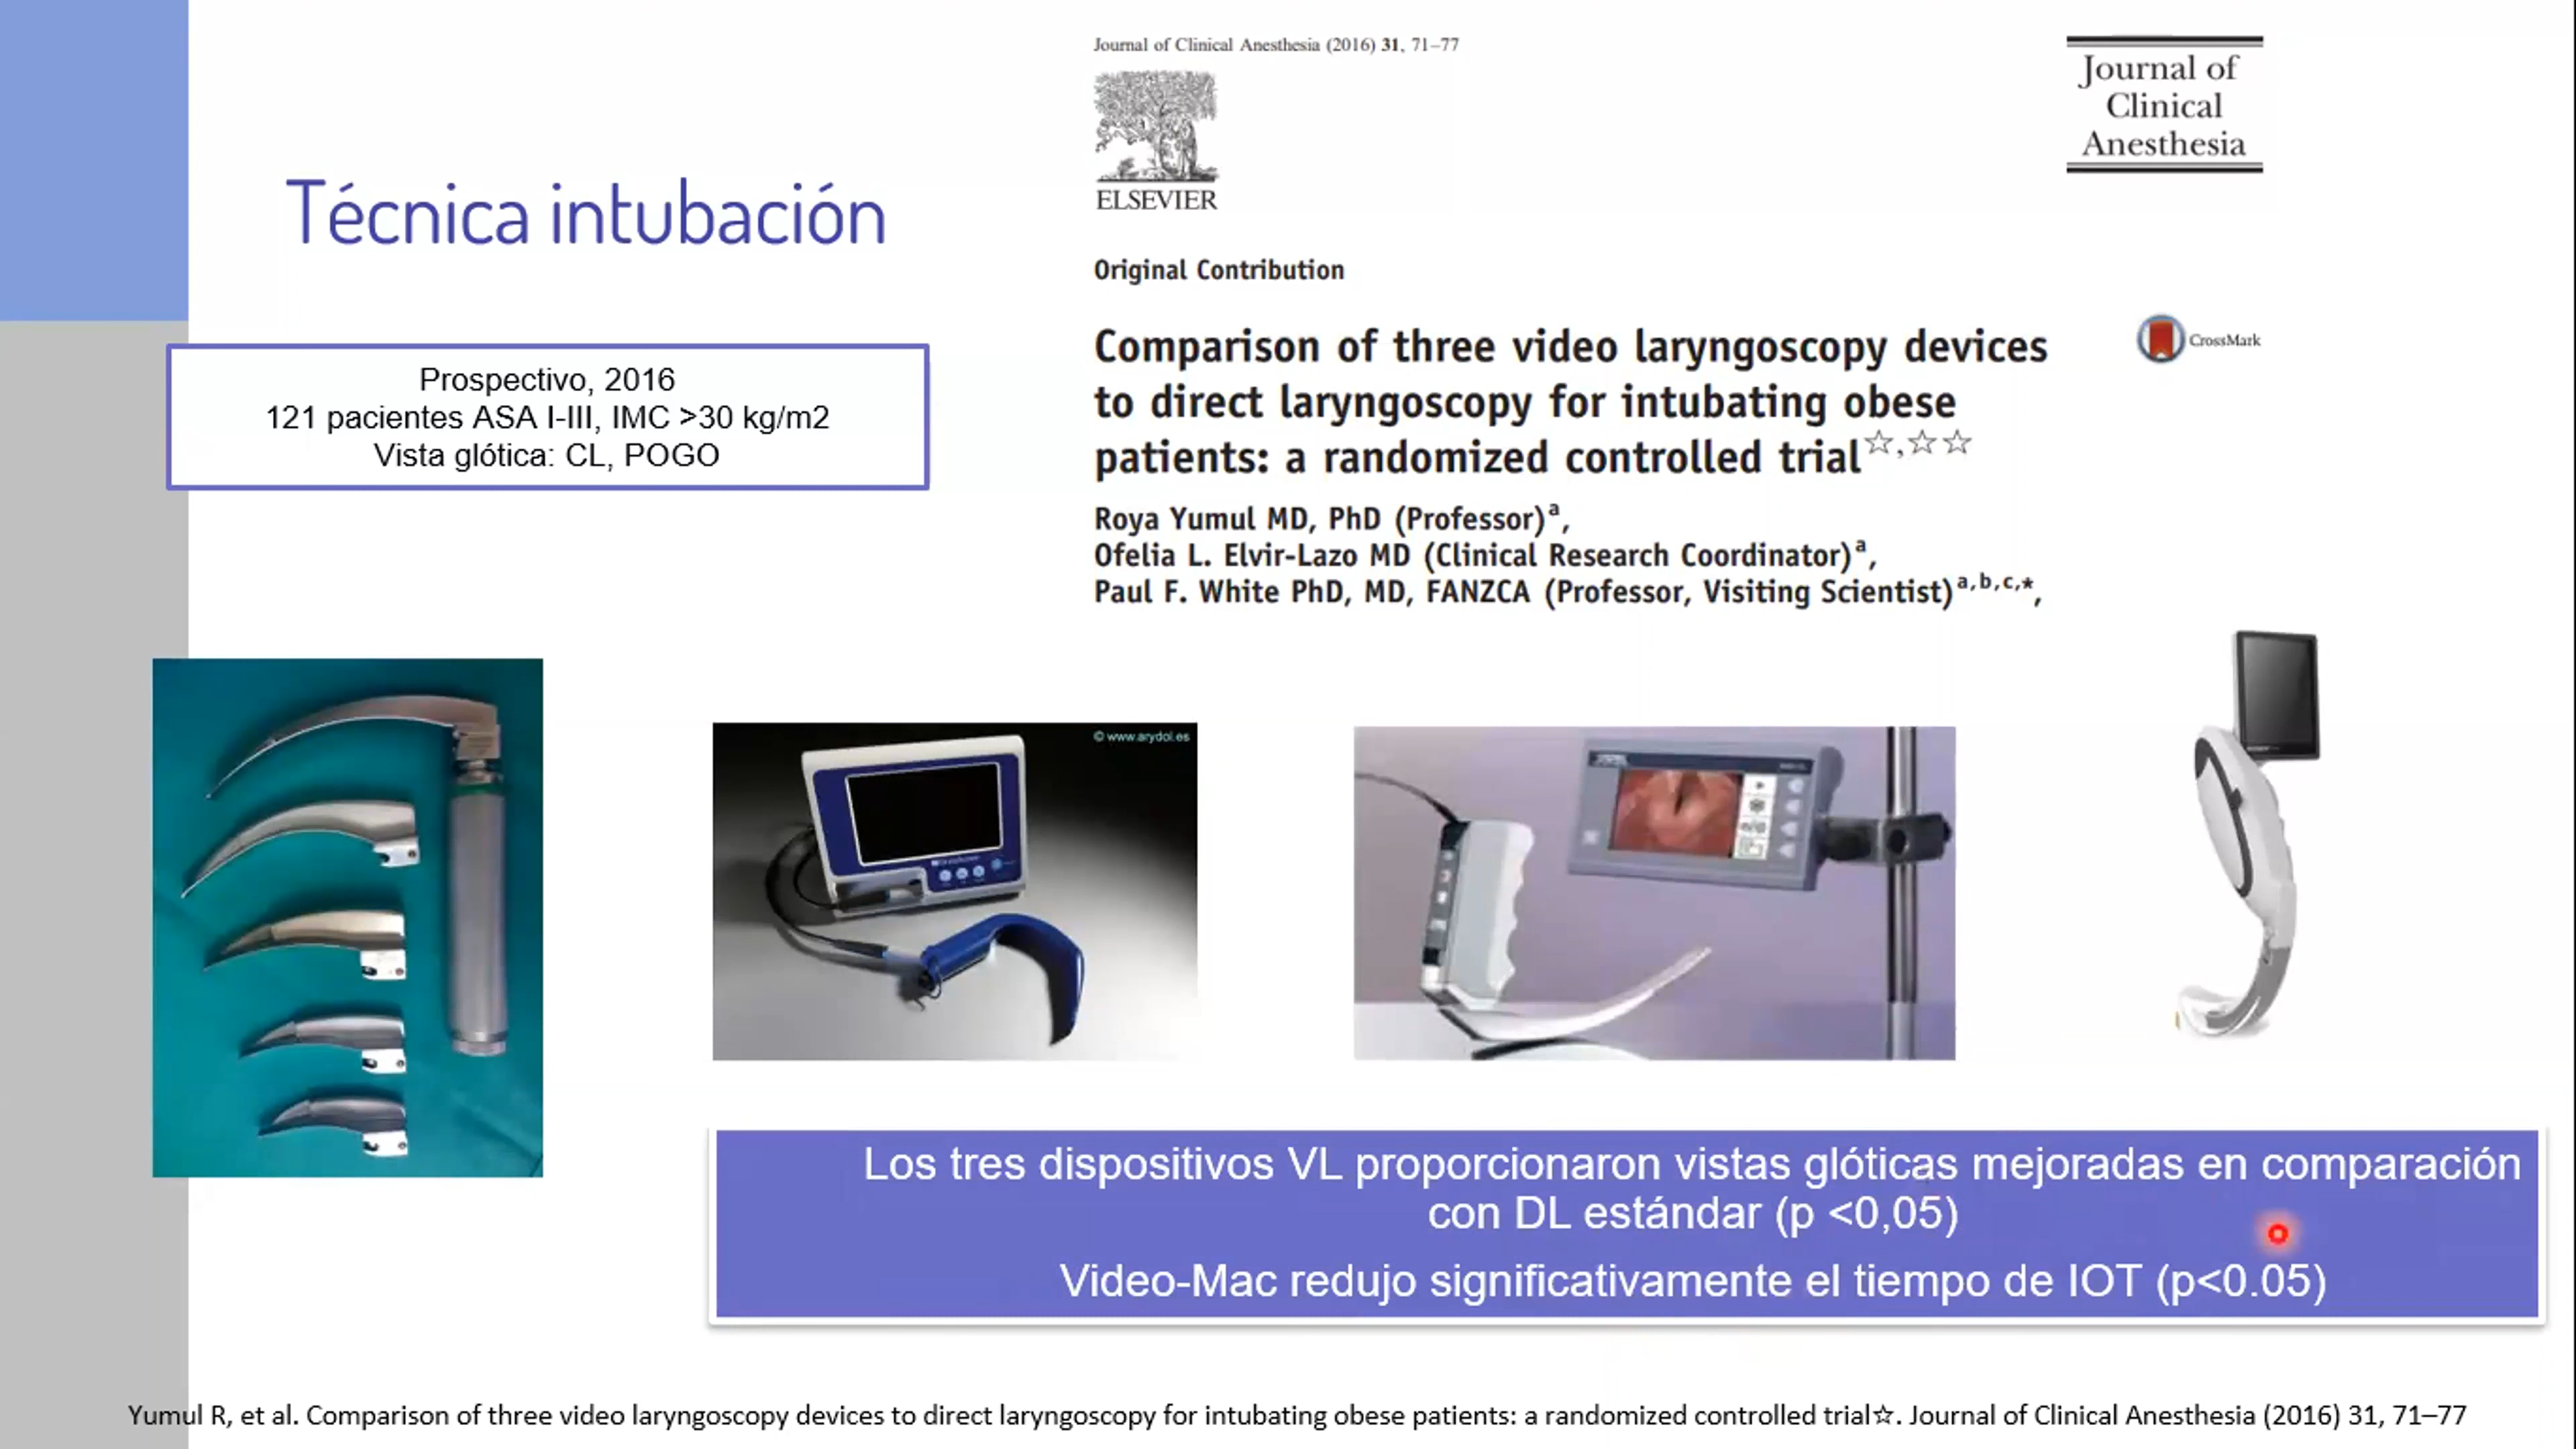 Journal of Clinical Anesthesia (2016) 31, 71–77
ELSEVIER
Journal of
Clinical
Anesthesia
Técnica intubación
Original Contribution
Comparison of three video laryngoscopy devices
to direct laryngoscopy for intubating obese
patients: a randomized controlled trial☆,☆☆
CrossMark
Prospectivo, 2016
121 pacientes ASA I-III, IMC >30 kg/m2
Vista glótica: CL, POGO
Roya Yumul MD, PhD (Professor)a,
Ofelia L. Elvir-Lazo MD (Clinical Research Coordinator)a,
Paul F. White PhD, MD, FANZCA (Professor, Visiting Scientist)a,b,c,*,
© www.arydol.es
Los tres dispositivos VL proporcionaron vistas glóticas mejoradas en comparación
con DL estándar (p <0,05)
Video-Mac redujo significativamente el tiempo de IOT (p<0.05)
Yumul R, et al. Comparison of three video laryngoscopy devices to direct laryngoscopy for intubating obese patients: a randomized controlled trial☆. Journal of Clinical Anesthesia (2016) 31, 71–77